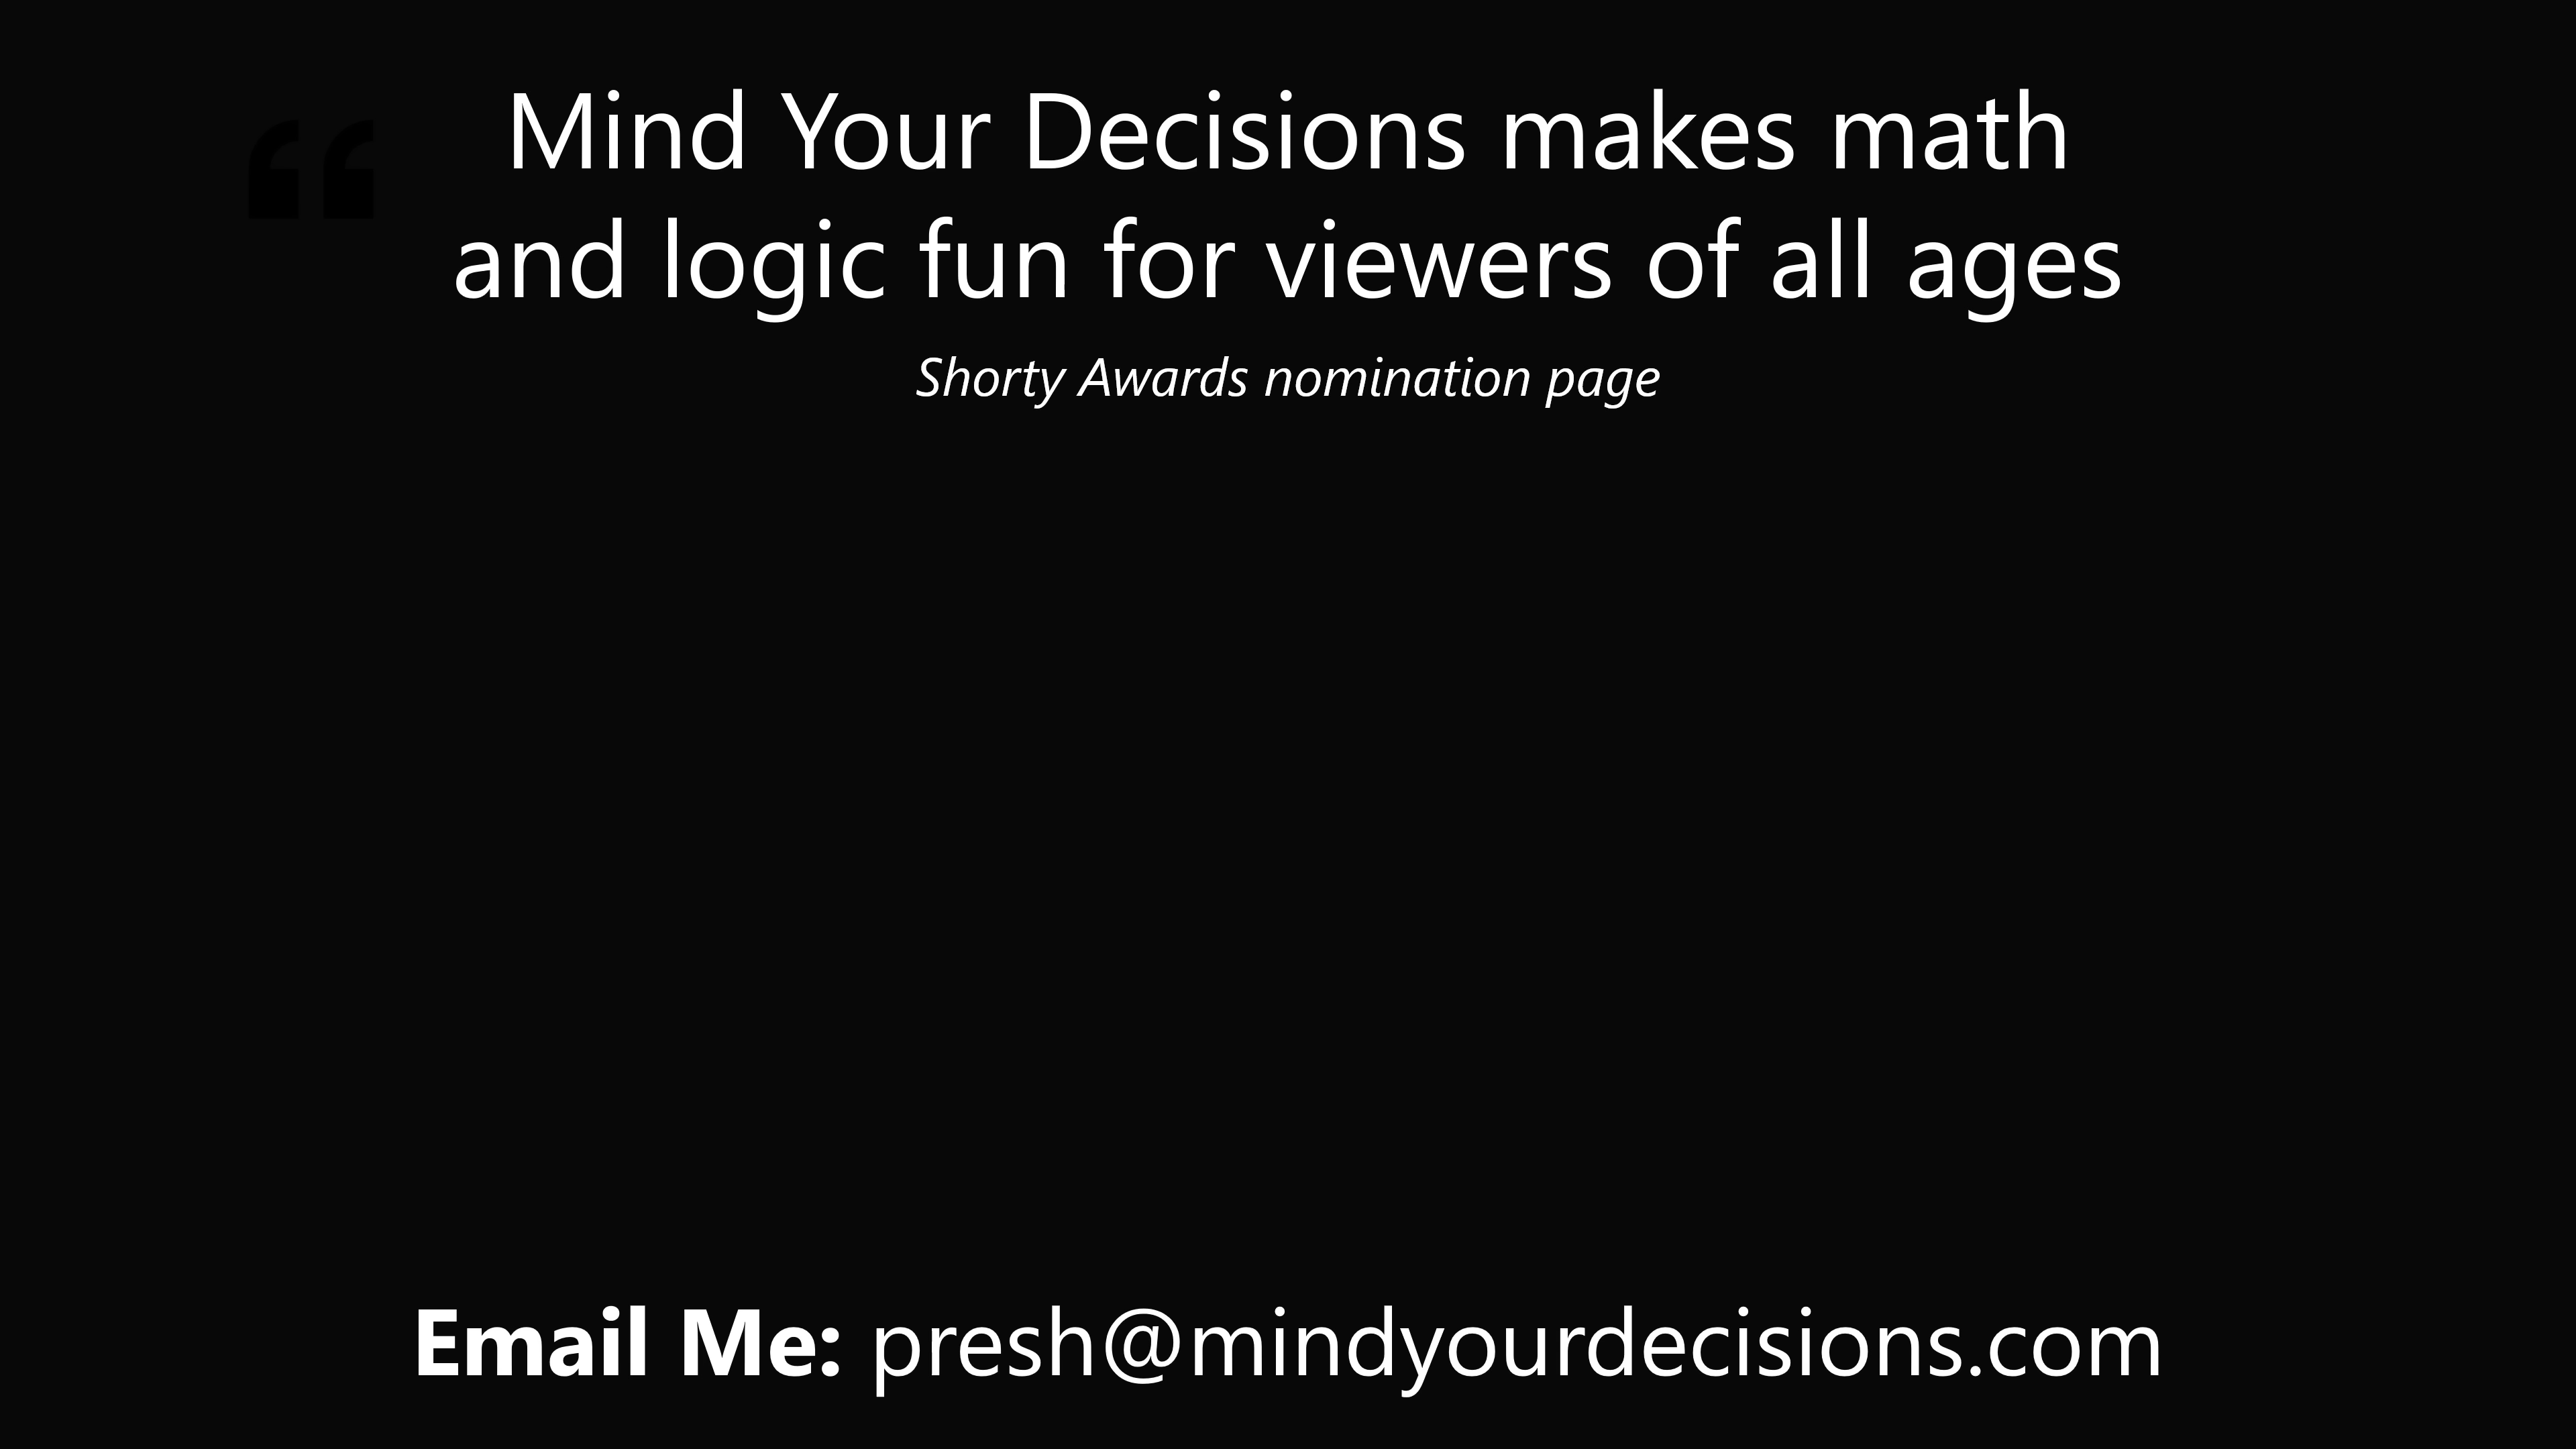 “
Mind Your Decisions makes math
and logic fun for viewers of all ages
Shorty Awards nomination page
Email Me: presh@mindyourdecisions.com